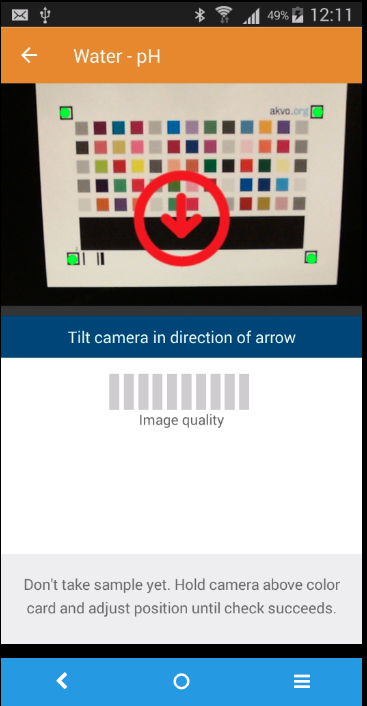 49% 12:11
Water - pH
akvo.org
Tilt camera in direction of arrow
Image quality
Don't take sample yet. Hold camera above color
card and adjust position until check succeeds.